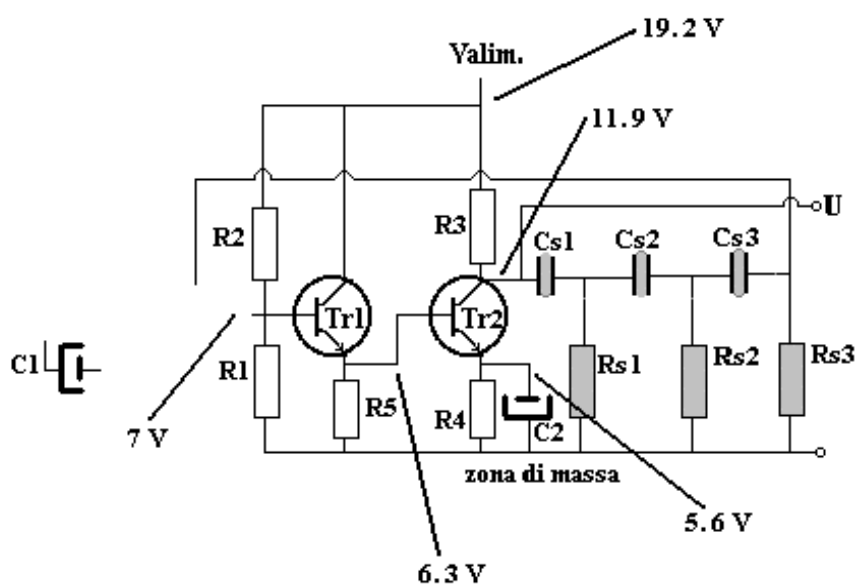 19.2 V
Valim.
11.9 V
U
R2
R3
Cs1
Cs2
Cs3
Tr1
Tr2
C1
R1
R5
R4
C2
Rs1
Rs2
Rs3
7 V
zona di massa
5.6 V
6.3 V